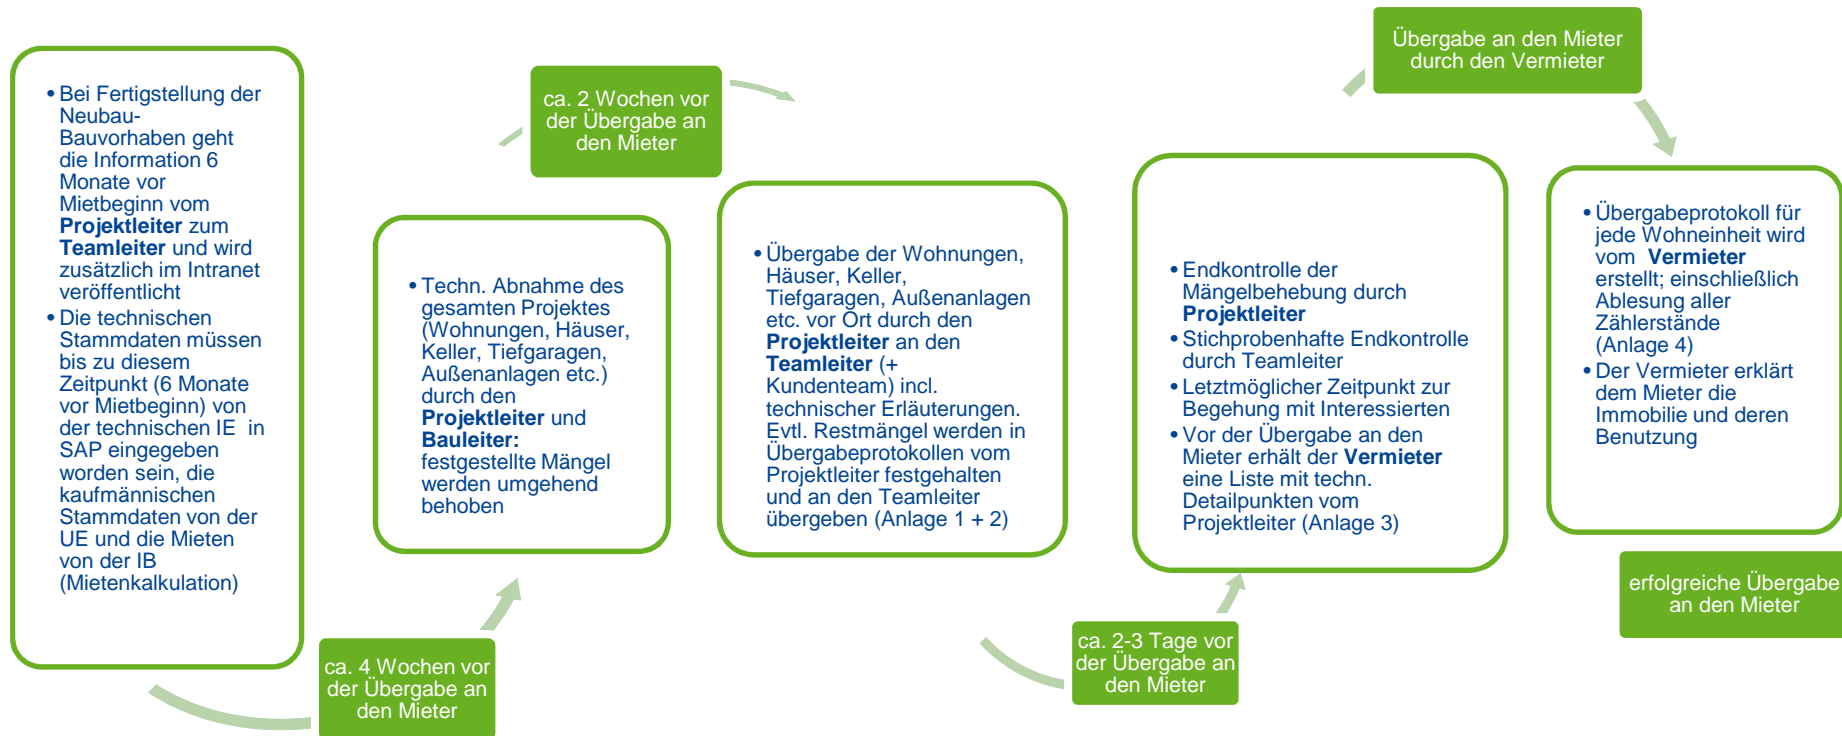 • Bei Fertigstellung der
Neubau-
Bauvorhaben geht
die Information 6
Monate vor
Mietbeginn vom
Projektleiter zum
Teamleiter und wird
zusätzlich im Intranet
veröffentlicht
• Die technischen
Stammdaten müssen
bis zu diesem
Zeitpunkt (6 Monate
vor Mietbeginn) von
der technischen IE in
SAP eingegeben
worden sein, die
kaufmännischen
Stammdaten von der
UE und die Mieten
von der IB
(Mietenkalkulation)
ca. 4 Wochen vor
der Übergabe an
den Mieter
• Techn. Abnahme des
gesamten Projektes
(Wohnungen, Häuser,
Keller, Tiefgaragen,
Außenanlagen etc.)
durch den
Projektleiter und
Bauleiter:
festgestellte Mängel
werden umgehend
behoben
ca. 2 Wochen vor
der Übergabe an
den Mieter
• Übergabe der Wohnungen,
Häuser, Keller,
Tiefgaragen, Außenanlagen
etc. vor Ort durch den
Projektleiter an den
Teamleiter (+
Kundenteam) incl.
technischer Erläuterungen.
Evtl. Restmängel werden in
Übergabeprotokollen vom
Projektleiter festgehalten
und an den Teamleiter
übergeben (Anlage 1 + 2)
ca. 2-3 Tage vor
der Übergabe an
den Mieter
• Endkontrolle der
Mängelbehebung durch
Projektleiter
• Stichprobenhafte Endkontrolle
durch Teamleiter
• Letztmöglicher Zeitpunkt zur
Begehung mit Interessierten
• Vor der Übergabe an den
Mieter erhält der Vermieter
eine Liste mit techn.
Detailpunkten vom
Projektleiter (Anlage 3)
Übergabe an den Mieter
durch den Vermieter
• Übergabeprotokoll für
jede Wohneinheit wird
vom Vermieter
erstellt; einschließlich
Ablesung aller
Zählerstände
(Anlage 4)
• Der Vermieter erklärt
dem Mieter die
Immobilie und deren
Benutzung
erfolgreiche Übergabe
an den Mieter